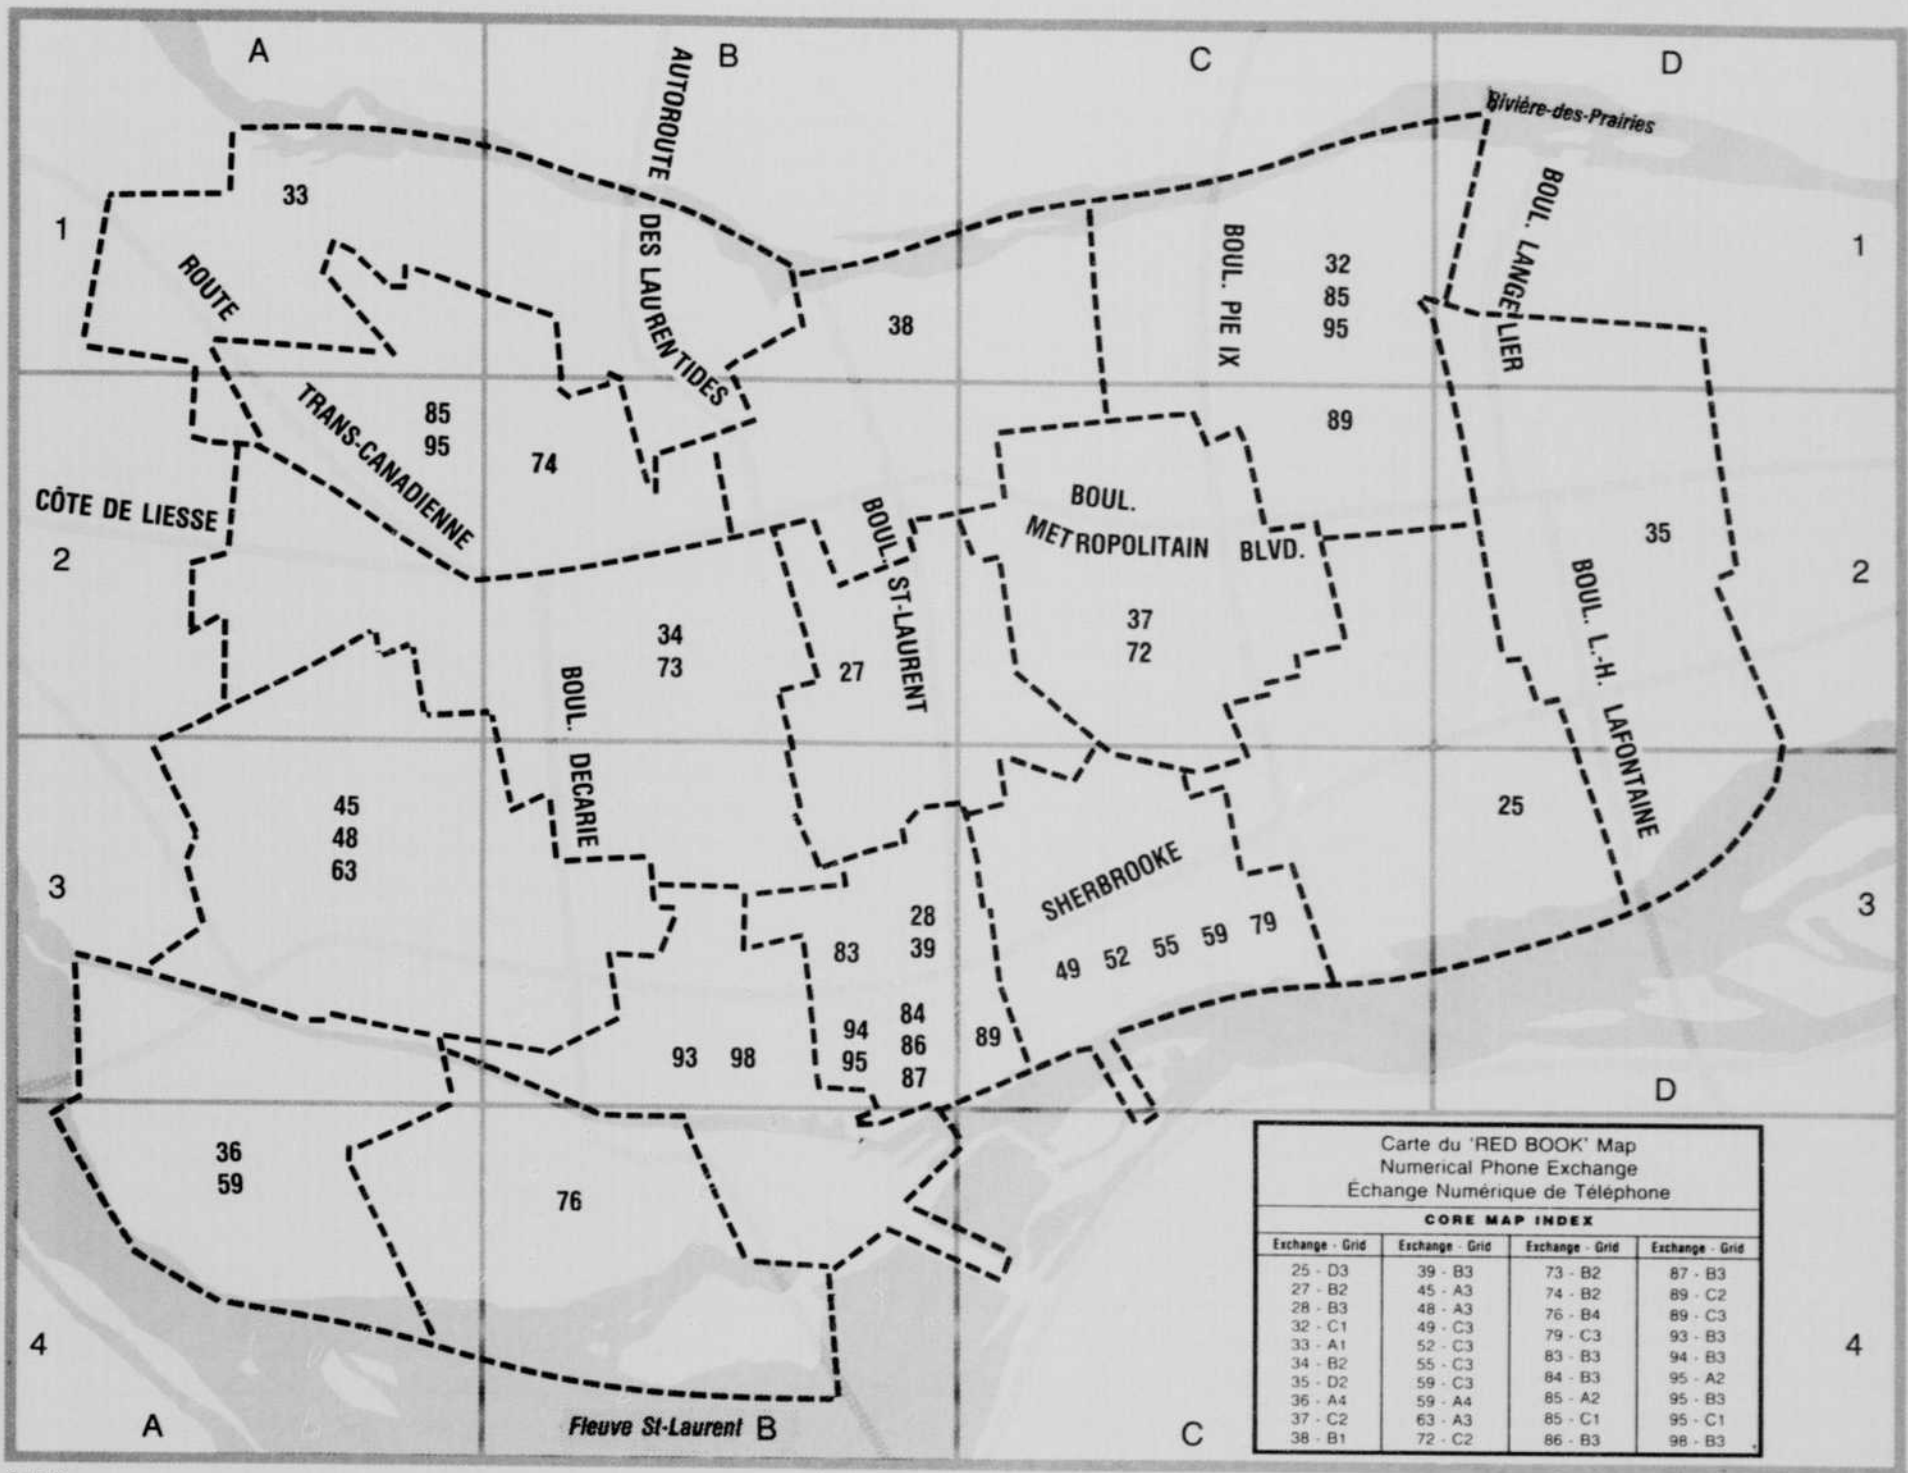 A
B
C
D
AUTOROUTE
DES LAURENTIDES
Rivière-des-Prairies
1
33
ROUTE
TRANS-CANADIENNE
38
BOUL. PIE IX
32
85
95
BOUL. LANGELIER
1
85
95
74
89
CÔTE DE LIESSE
2
BOUL. ST-LAURENT
BOUL.
METROPOLITAIN BLVD.
35
2
34
73
27
37
72
BOUL. DECARIE
BOUL. L.-H. LAFONTAINE
45
48
63
25
3
SHERBROOKE
28
39
83
49 52 55 59 79
3
84
94
86
95
87
93 98
89
D
36
59
76
4
4
A
Fleuve St-Laurent B
C
Carte du 'RED BOOK' Map
Numerical Phone Exchange
Échange Numérique de Téléphone
CORE MAP INDEX
Exchange - Grid Exchange - Grid Exchange - Grid Exchange - Grid
25 - D3 39 - B3 73 - B2 87 - B3
27 - B2 45 - A3 74 - B2 89 - C2
28 - B3 48 - A3 76 - B4 89 - C3
32 - C1 49 - C3 79 - C3 93 - B3
33 - A1 52 - C3 83 - B3 94 - B3
34 - B2 55 - C3 84 - B3 95 - A2
35 - D2 59 - C3 85 - A2 95 - B3
36 - A4 59 - A4 85 - C1 95 - C1
37 - C2 63 - A3 86 - B3 98 - B3
38 - B1 72 - C2